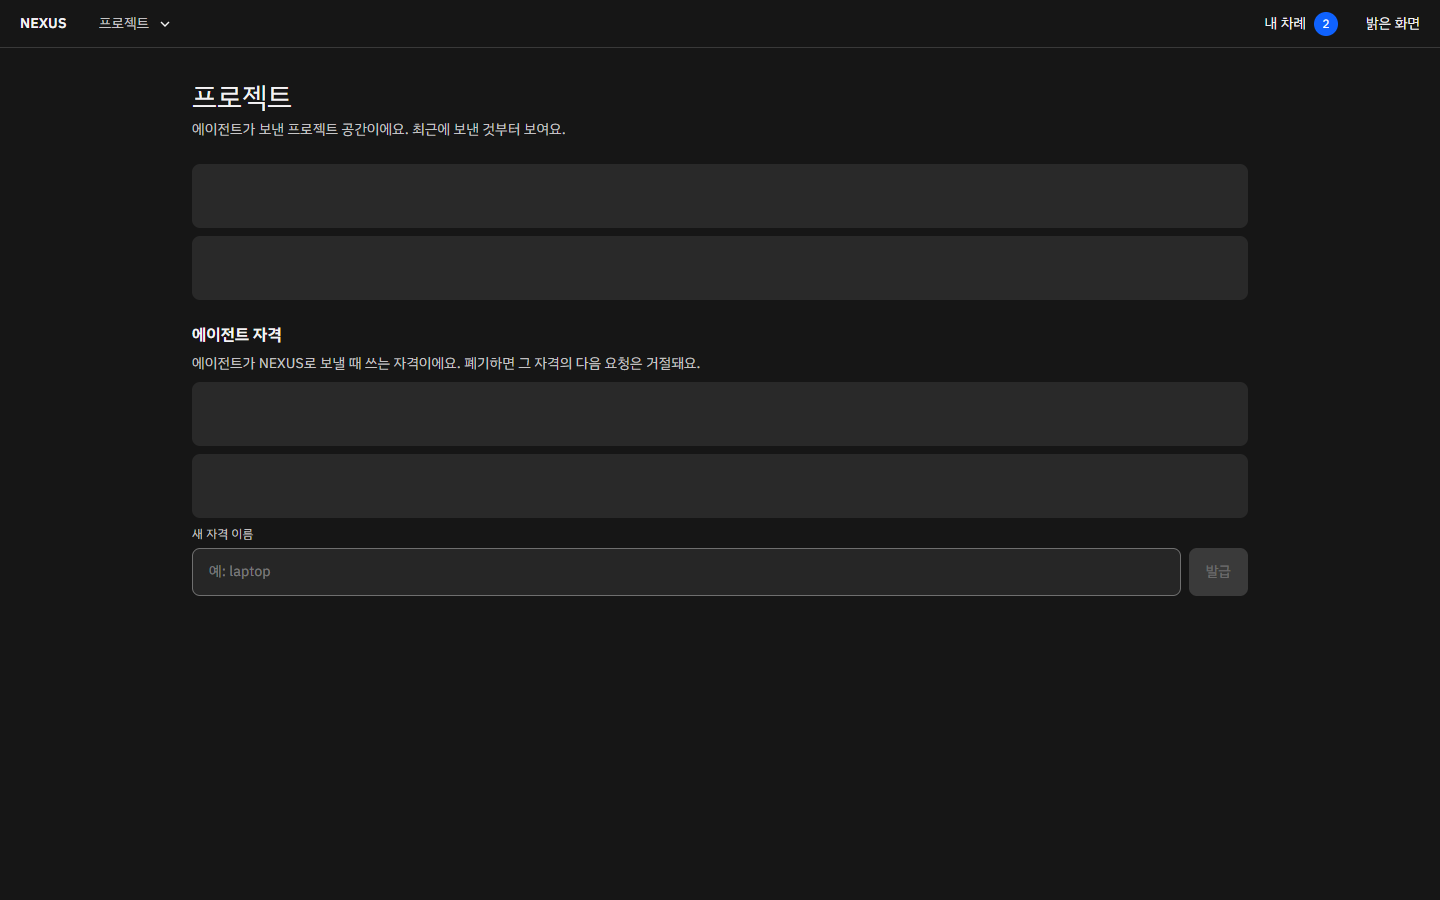 NEXUS 프로젝트 내 차례 2 밝은 화면
프로젝트
에이전트가 보낸 프로젝트 공간이에요. 최근에 보낸 것부터 보여요.
에이전트 자격
에이전트가 NEXUS로 보낼 때 쓰는 자격이에요. 폐기하면 그 자격의 다음 요청은 거절돼요.
새 자격 이름
예: laptop 발급